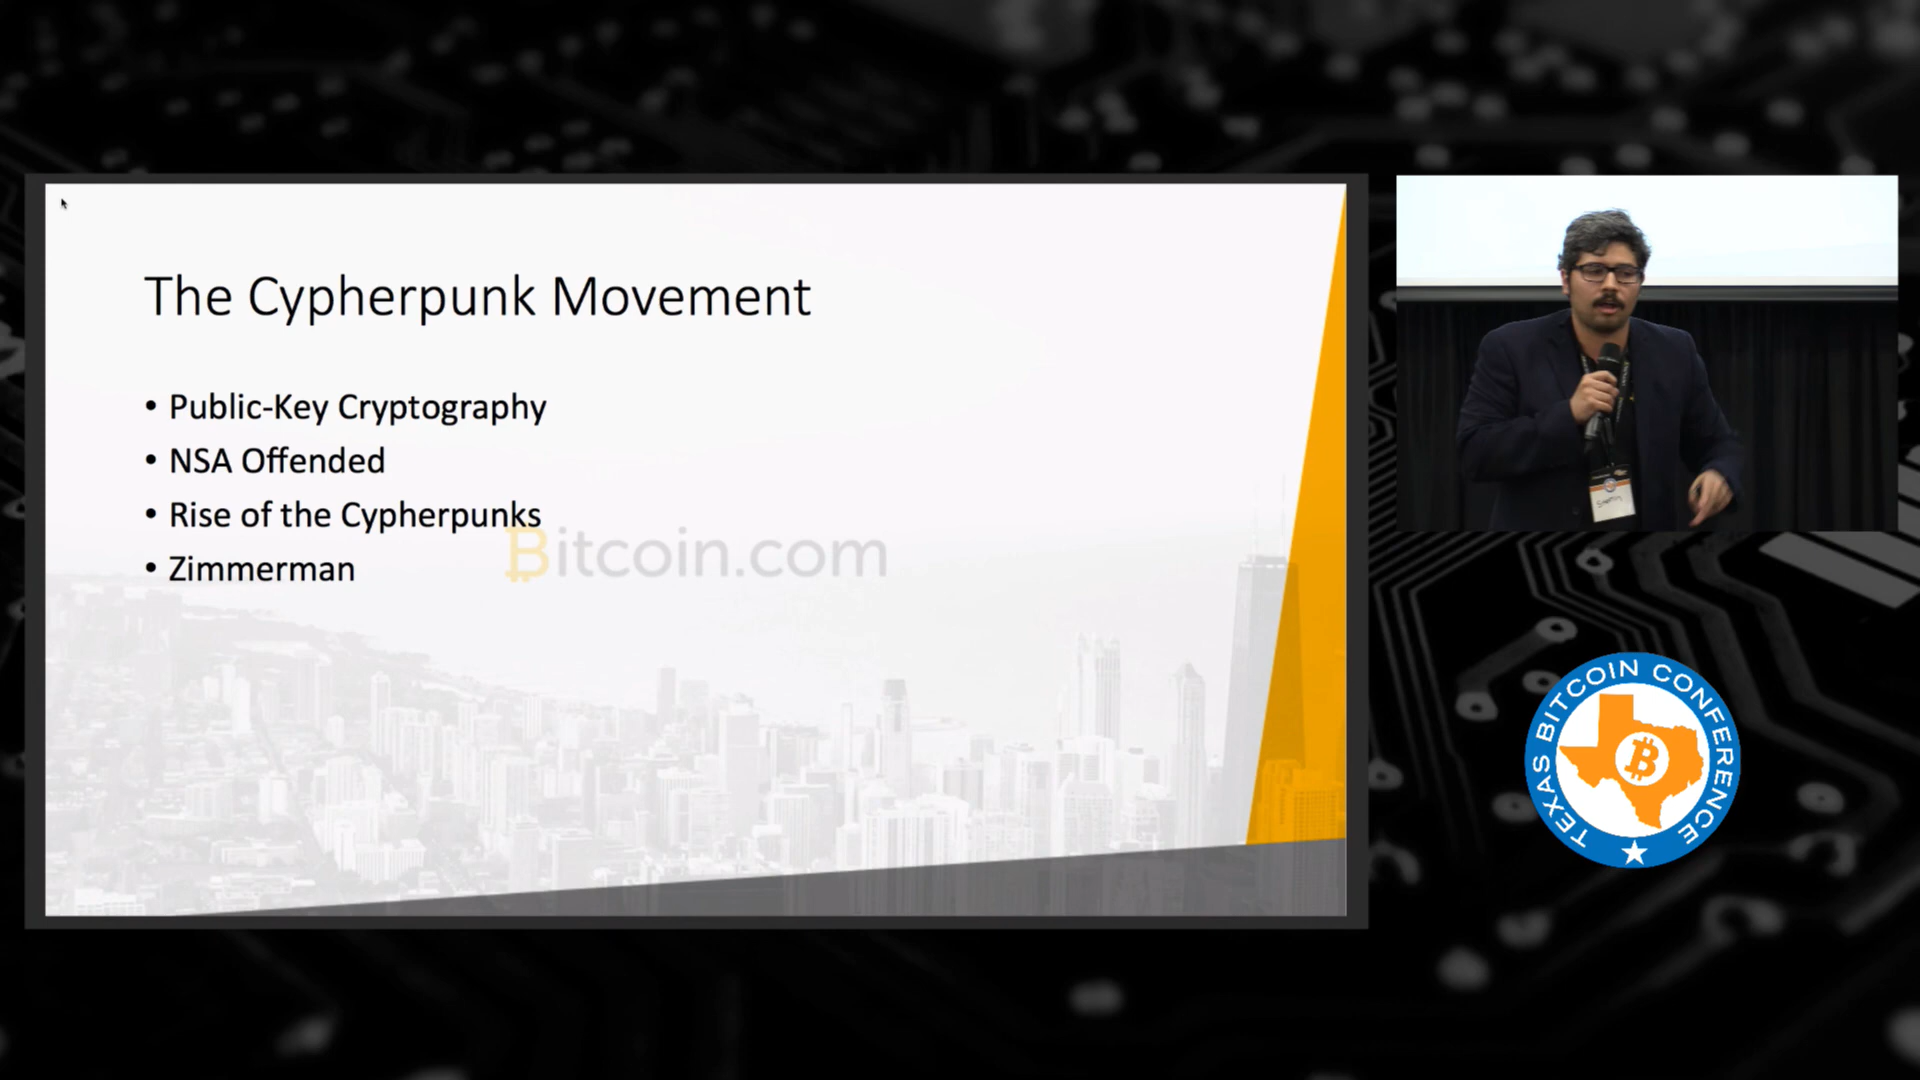 The Cypherpunk Movement
• Public-Key Cryptography
• NSA Offended
• Rise of the Cypherpunks
• Zimmerman
Bitcoin.com
TEXAS BITCOIN CONFERENCE